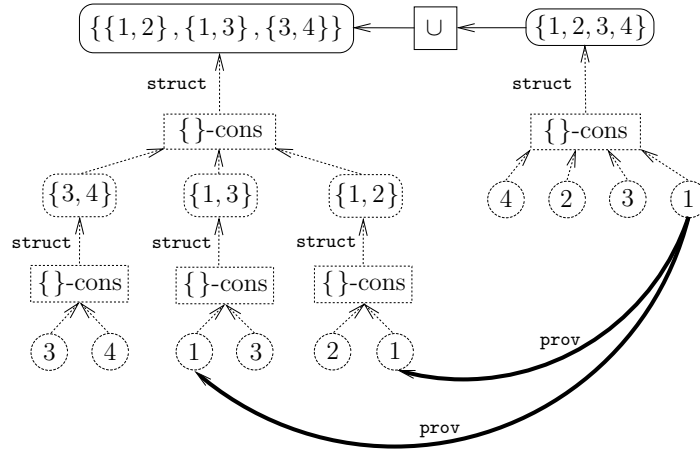 {{1, 2} , {1, 3} , {3, 4}}
∪
{1, 2, 3, 4}
struct
struct
{}-cons
{}-cons
{3, 4}
{1, 3}
{1, 2}
4
2
3
1
struct
struct
struct
{}-cons
{}-cons
{}-cons
3
4
1
3
2
1
prov
prov